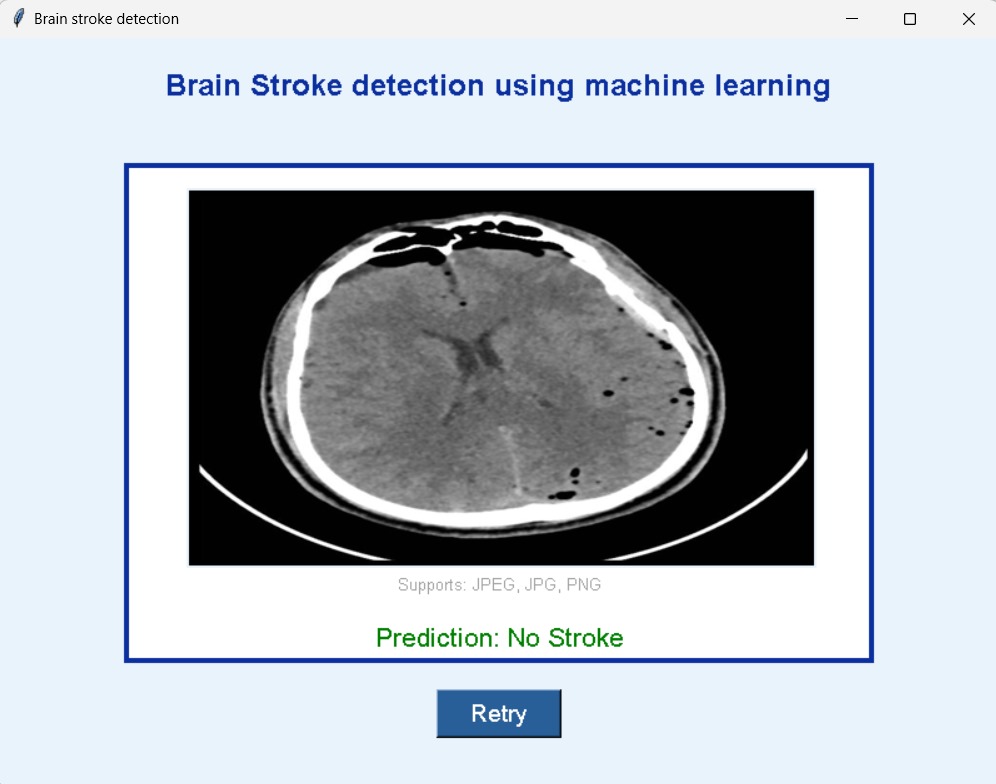 Brain stroke detection
Brain Stroke detection using machine learning
Supports: JPEG, JPG, PNG
Prediction: No Stroke
Retry